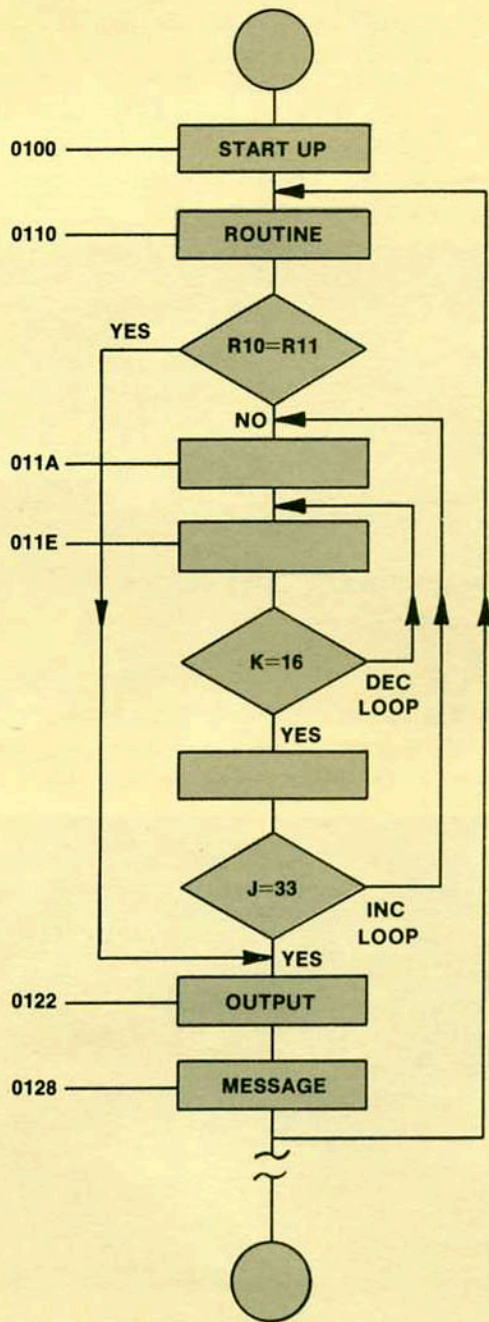 0100
START UP
0110
ROUTINE
YES
R10=R11
NO
011A
011E
K=16
DEC
LOOP
YES
J=33
INC
LOOP
YES
0122
OUTPUT
0128
MESSAGE